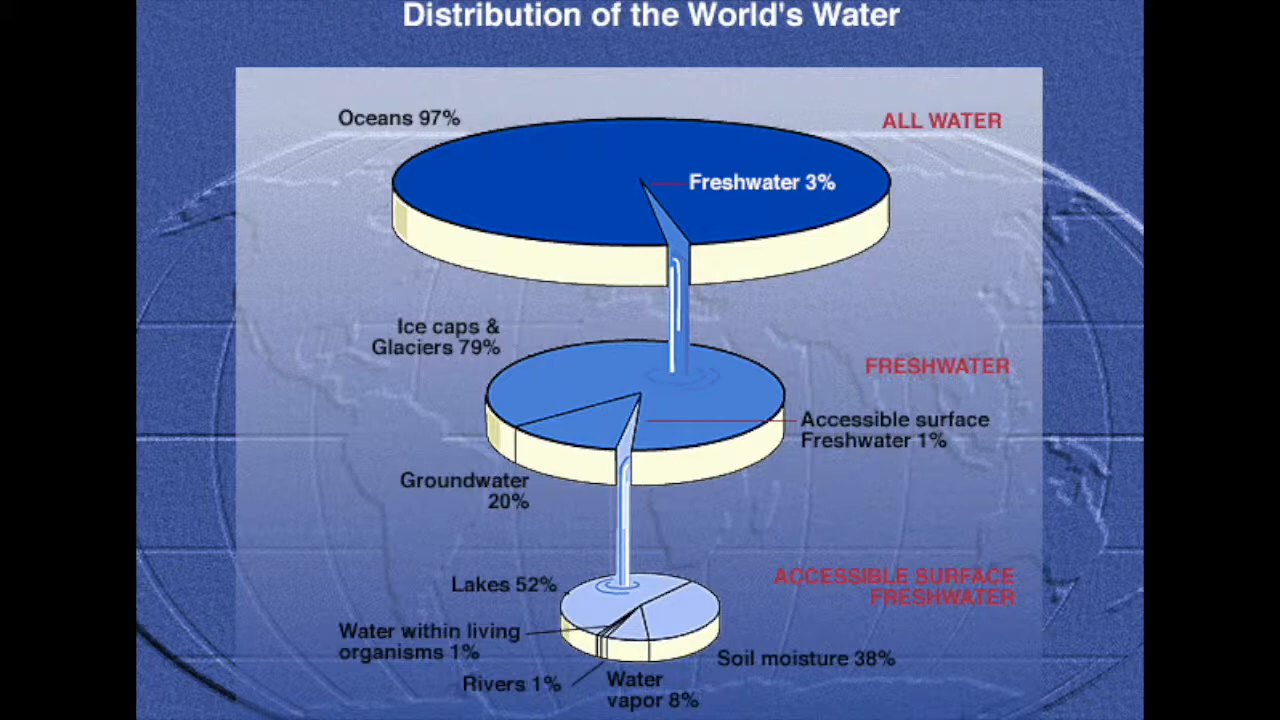 Distribution of the World's Water
Oceans 97%
ALL WATER
Freshwater 3%
Ice caps &
Glaciers 79%
FRESHWATER
Accessible surface
Freshwater 1%
Groundwater
20%
Lakes 52%
ACCESSIBLE SURFACE
FRESHWATER
Water within living
organisms 1%
Rivers 1%
Water
vapor 8%
Soil moisture 38%